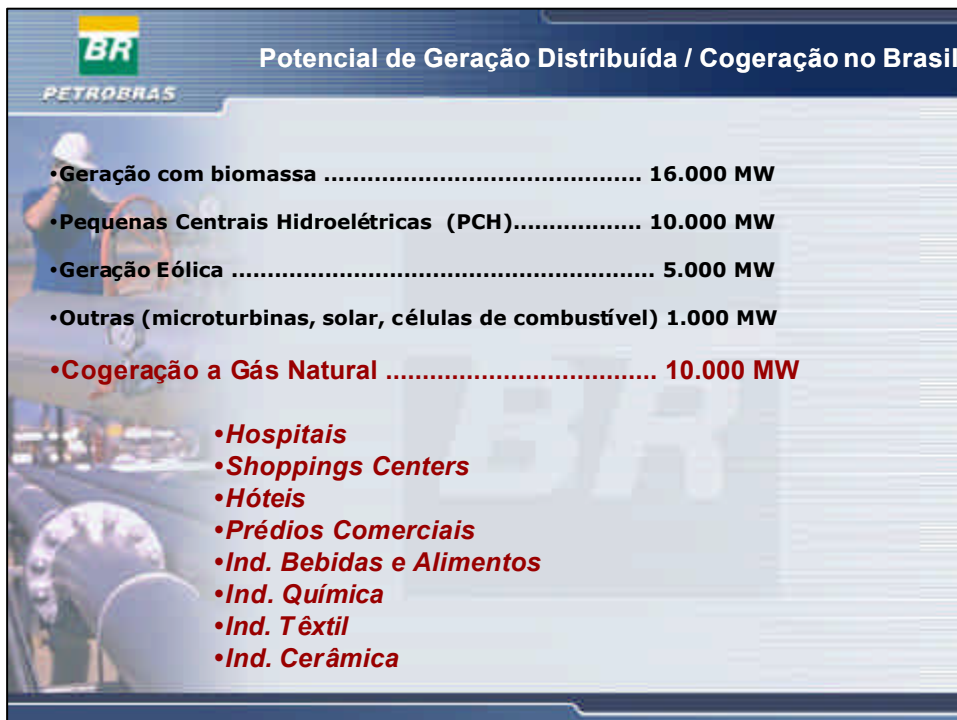 BR
PETROBRAS
Potencial de Geração Distribuída / Cogeração no Brasil
•Geração com biomassa ............................................ 16.000 MW
•Pequenas Centrais Hidroelétricas (PCH).................. 10.000 MW
•Geração Eólica ........................................................... 5.000 MW
•Outras (microturbinas, solar, células de combustível) 1.000 MW
•Cogeração a Gás Natural ..................................... 10.000 MW
•Hospitais
•Shoppings Centers
•Hóteis
•Prédios Comerciais
•Ind. Bebidas e Alimentos
•Ind. Química
•Ind. Têxtil
•Ind. Cerâmica
BR